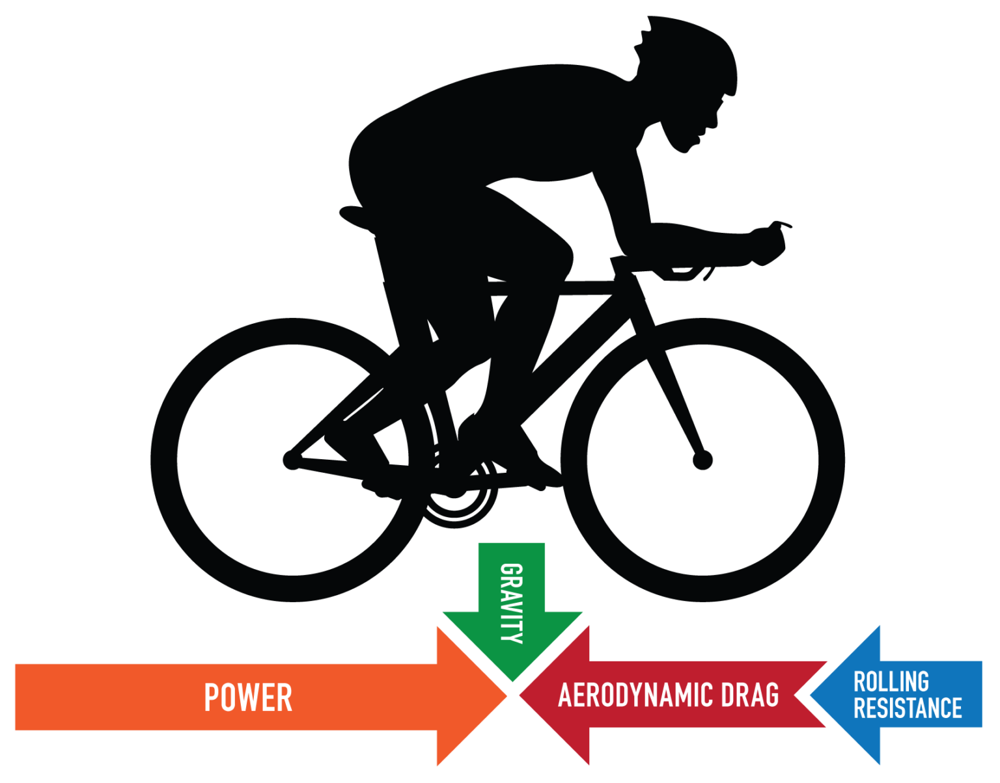 GRAVITY
POWER
AERODYNAMIC DRAG
ROLLING
RESISTANCE